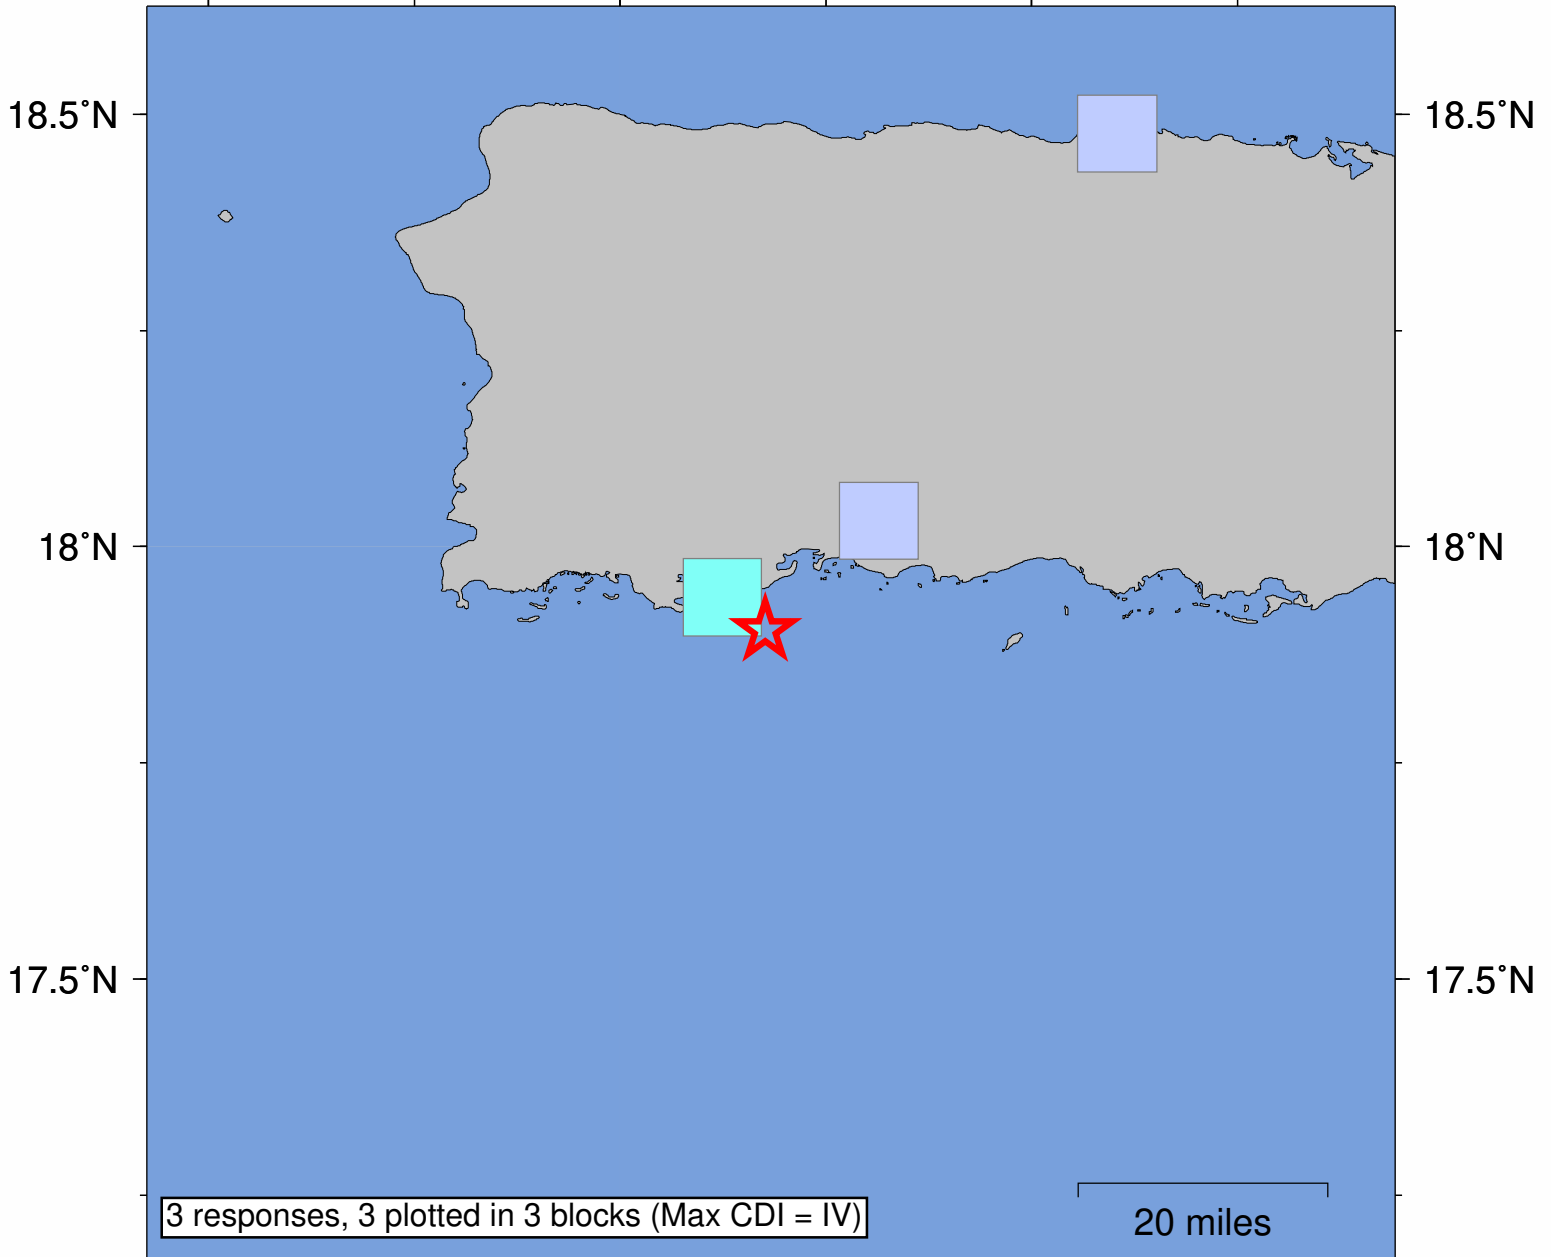 18.5˚N 18.5˚N
18˚N 18˚N
17.5˚N 17.5˚N
3 responses, 3 plotted in 3 blocks (Max CDI = IV)
20 miles